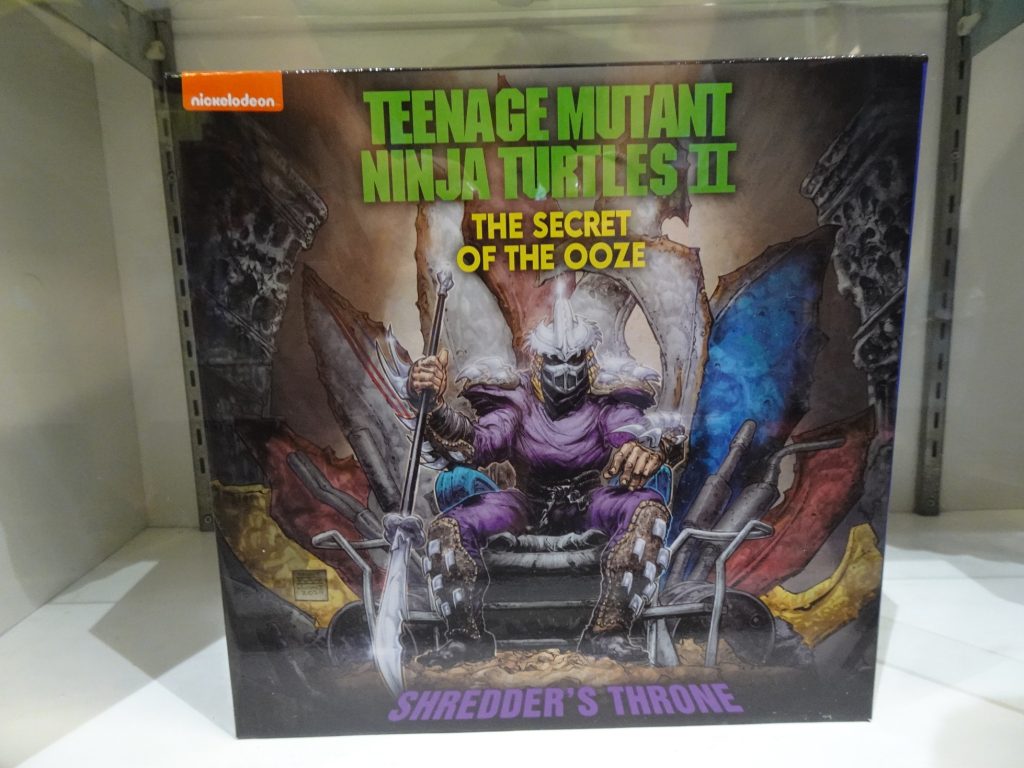 nickelodeon
TEENAGE MUTANT
NINJA TURTLES II
THE SECRET
OF THE OOZE
SHREDDER'S THRONE